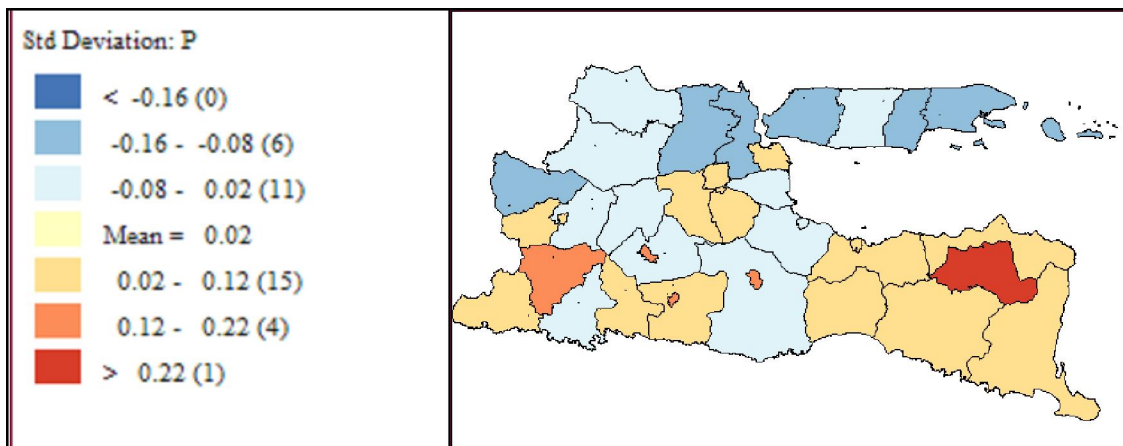 Std Deviation: P
< -0.16 (0)
-0.16 - -0.08 (6)
-0.08 - 0.02 (11)
Mean = 0.02
0.02 - 0.12 (15)
0.12 - 0.22 (4)
> 0.22 (1)